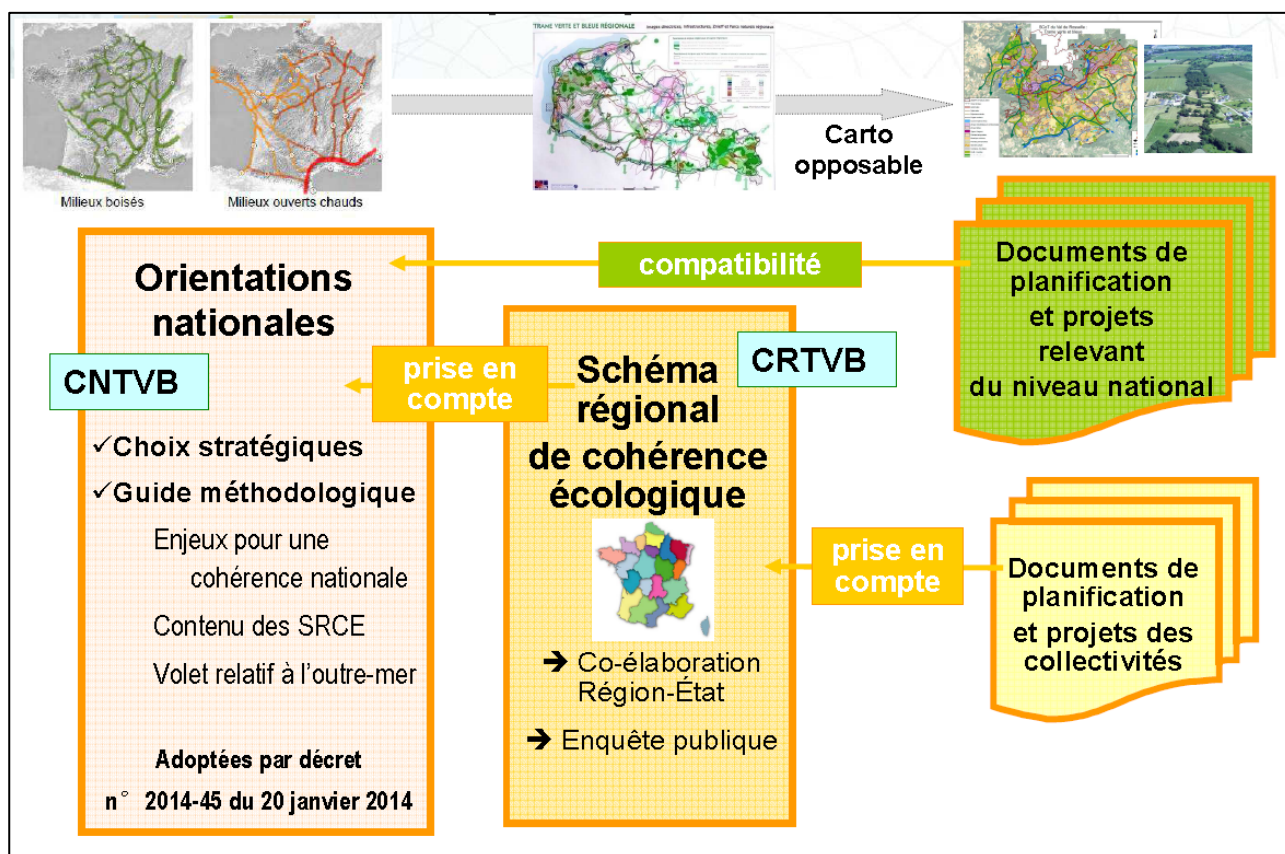 TRAME VERTE ET BLEUE RÉGIONALE
Milieux boisés
Milieux ouverts chauds
Carto
opposable
Orientations
nationales
CNTVB
✓Choix stratégiques
✓Guide méthodologique
Enjeux pour une
cohérence nationale
Contenu des SRCE
Volet relatif à l'outre-mer
Adoptées par décret
n° 2014-45 du 20 janvier 2014
compatibilité
prise en
compte
Schéma
régional
de cohérence
écologique
CRTVB
➔ Co-élaboration
Région-État
➔ Enquête publique
Documents de
planification
et projets
relevant
du niveau national
prise en
compte
Documents de
planification
et projets des
collectivités